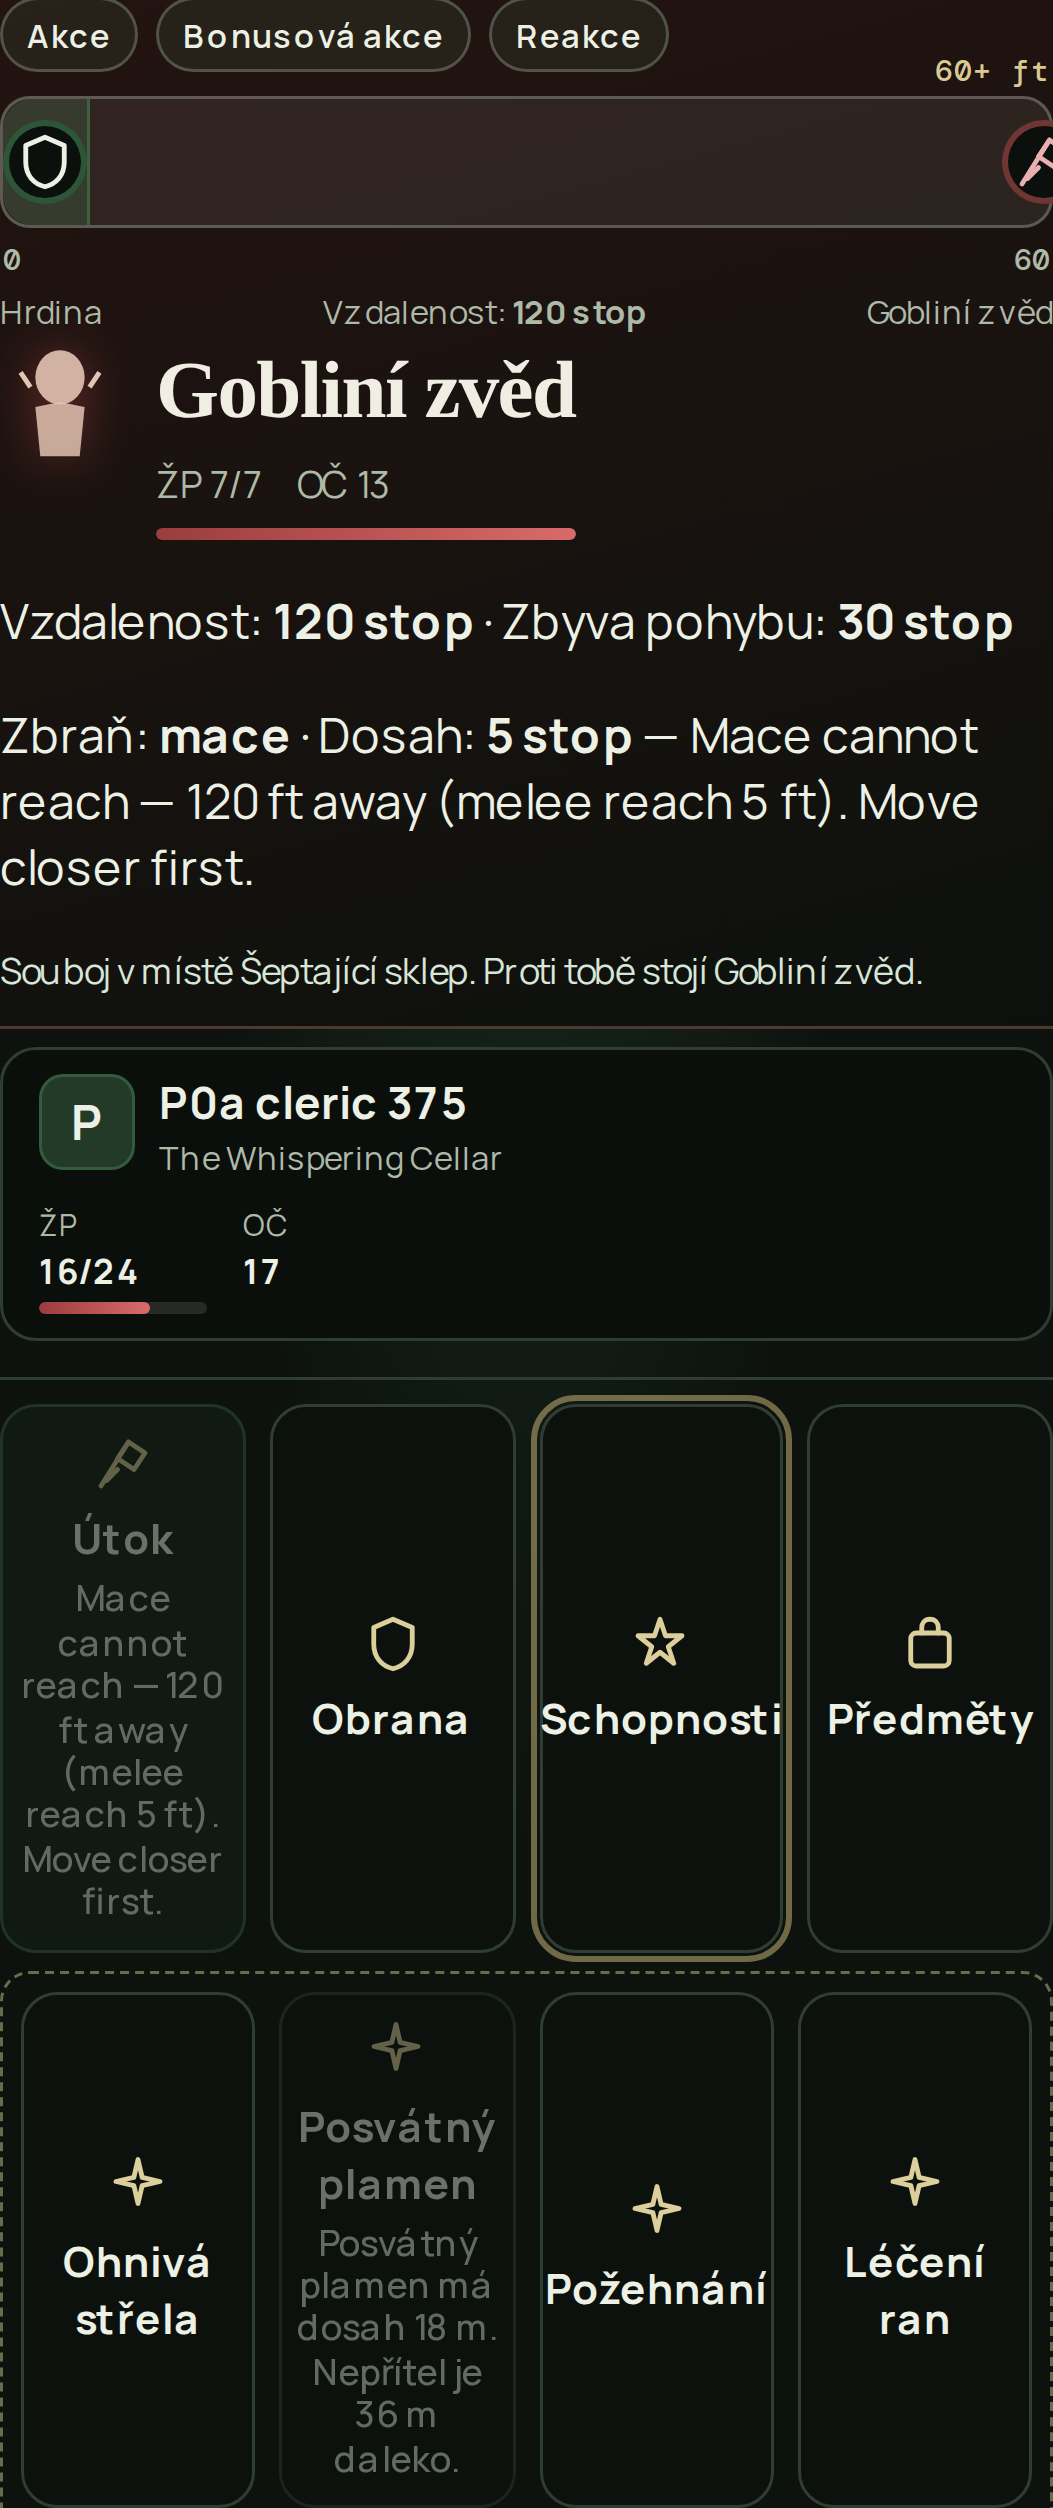 Akce Bonusová akce Reakce
60+ ft
0 60
Hrdina Vzdalenost: 120 stop Gobliní zvěd
Gobliní zvěd
ŽP 7/7 OČ 13
Vzdalenost: 120 stop · Zbyva pohybu: 30 stop
Zbraň: mace · Dosah: 5 stop — Mace cannot
reach — 120 ft away (melee reach 5 ft). Move
closer first.
Souboj v místě Šeptající sklep. Proti tobě stojí Gobliní zvěd.
P
P0a cleric 375
The Whispering Cellar
ŽP OČ
16/24 17
Útok
Mace
cannot
reach — 120
ft away
(melee
reach 5 ft).
Move closer
first.
Obrana
Schopnosti
Předměty
Ohnivá
střela
Posvátný
plamen
Posvátný
plamen má
dosah 18 m.
Nepřítel je
36 m
daleko.
Požehnání
Léčení
ran